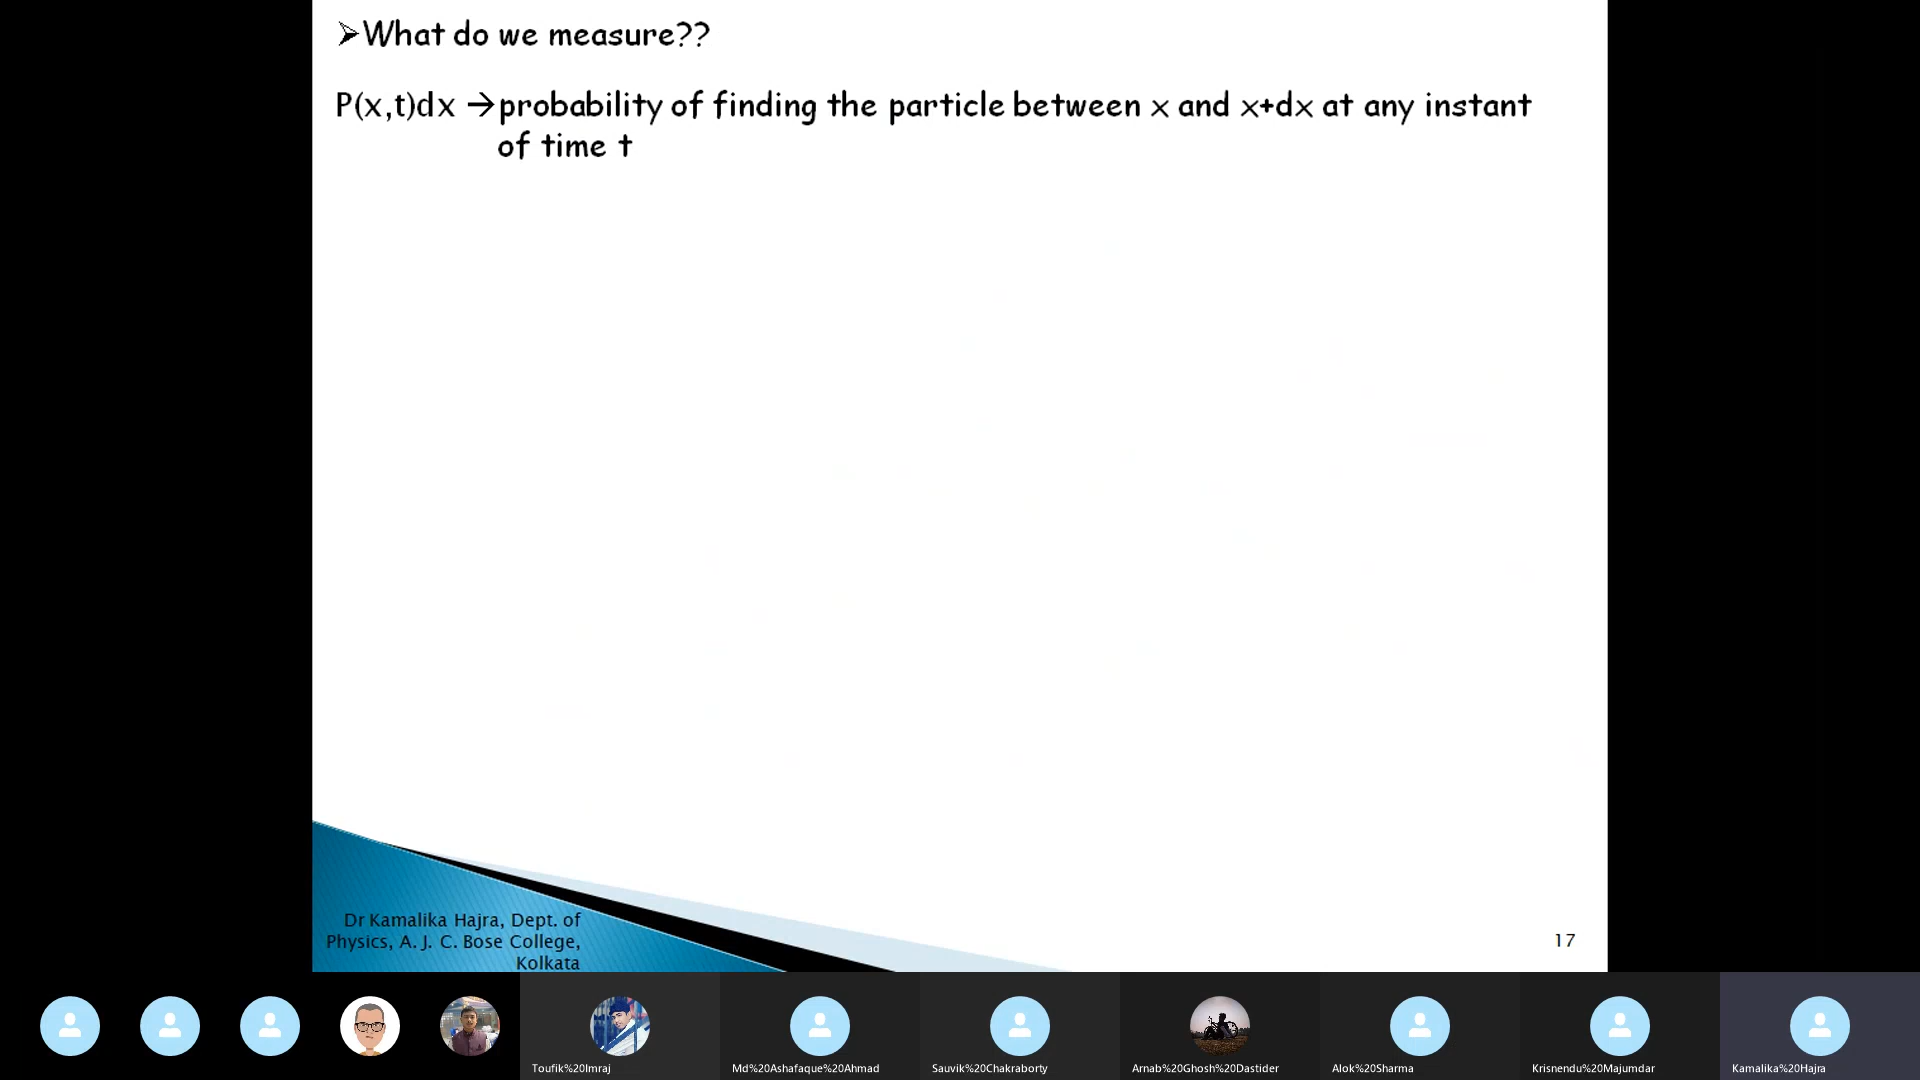 ➢What do we measure??
P(x,t)dx →probability of finding the particle between x and x+dx at any instant
of time t
Dr Kamalika Hajra, Dept. of
Physics, A. J. C. Bose College,
Kolkata
17
Toufik%20Imraj
Md%20Ashafaque%20Ahmad
Sauvik%20Chakraborty
Arnab%20Ghosh%20Dastider
Alok%20Sharma
Krisnendu%20Majumdar
Kamalika%20Hajra